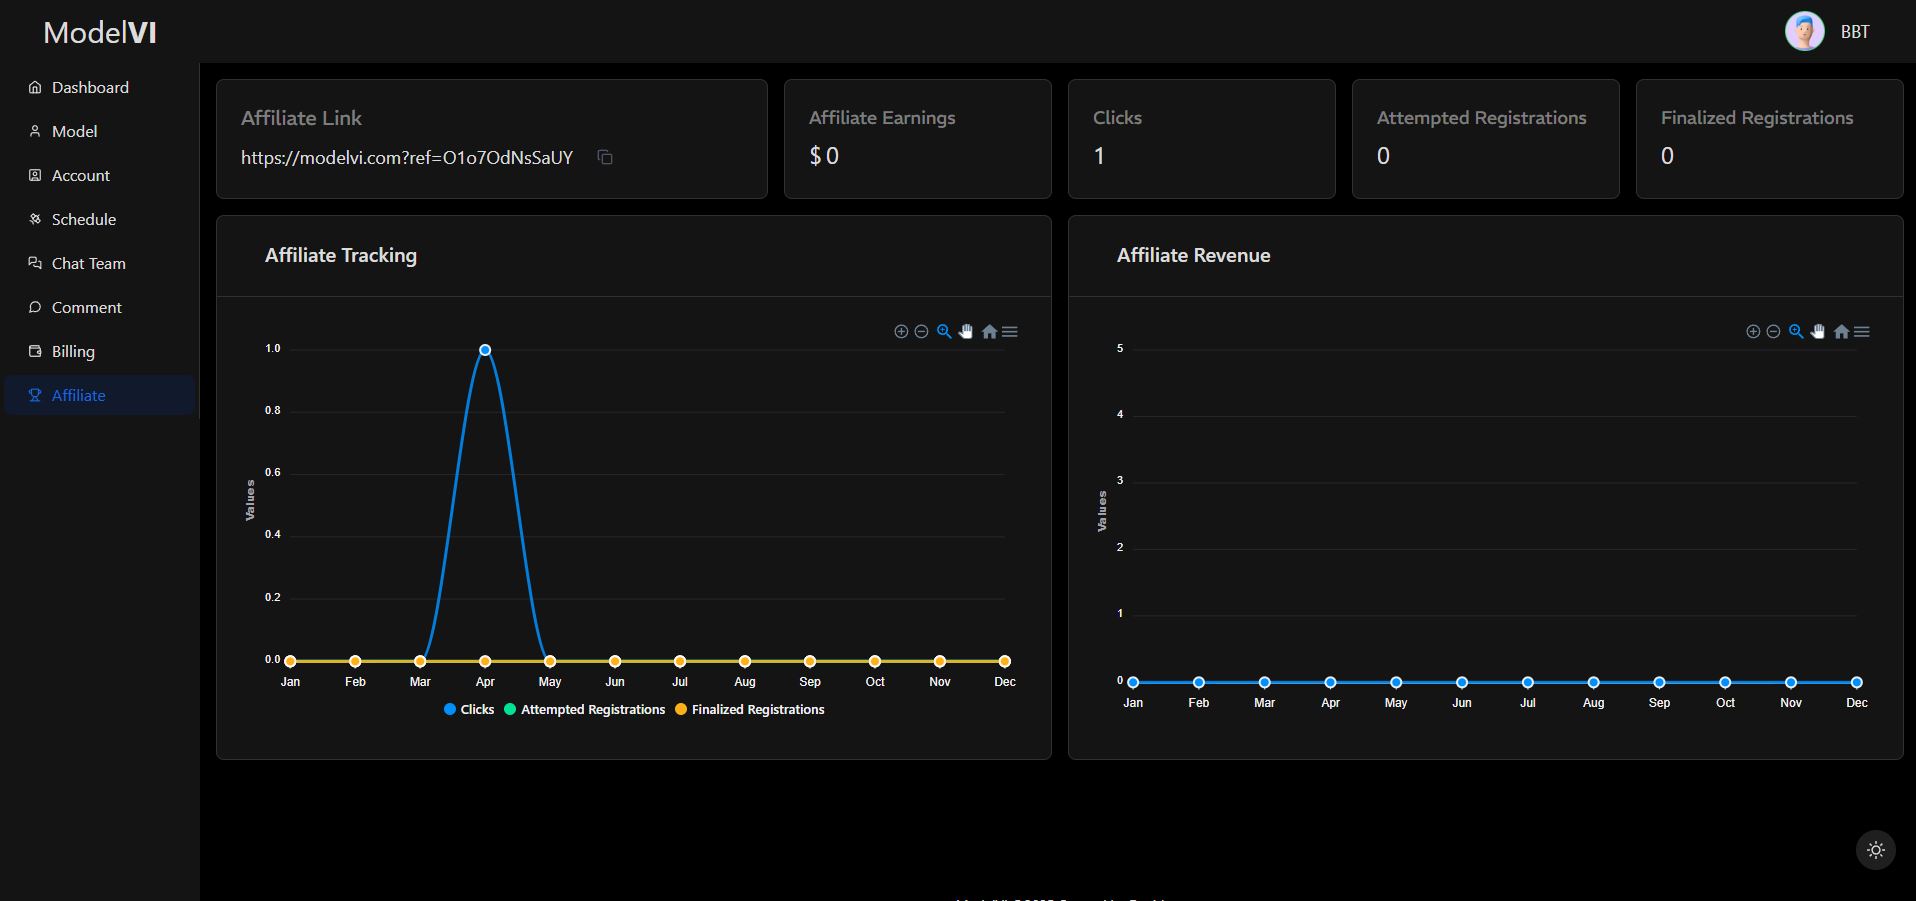 ModelVI
BBT
Dashboard
Model
Account
Schedule
Chat Team
Comment
Billing
Affiliate
Affiliate Link
https://modelvi.com?ref=O1o7OdNsSaUY
Affiliate Earnings
$ 0
Clicks
1
Attempted Registrations
0
Finalized Registrations
0
Affiliate Tracking
1.0
0.8
0.6
0.4
0.2
0.0
Values
Jan Feb Mar Apr May Jun Jul Aug Sep Oct Nov Dec
Clicks Attempted Registrations Finalized Registrations
Affiliate Revenue
5
4
3
2
1
0
Values
Jan Feb Mar Apr May Jun Jul Aug Sep Oct Nov Dec